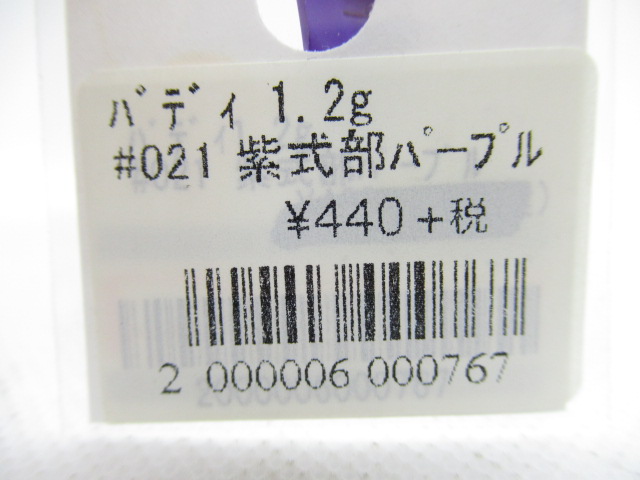 ﾊﾞﾃﾞｨ 1.2g
#021 紫式部ﾊﾟｰﾌﾟﾙ
¥440+税
2 000006 000767